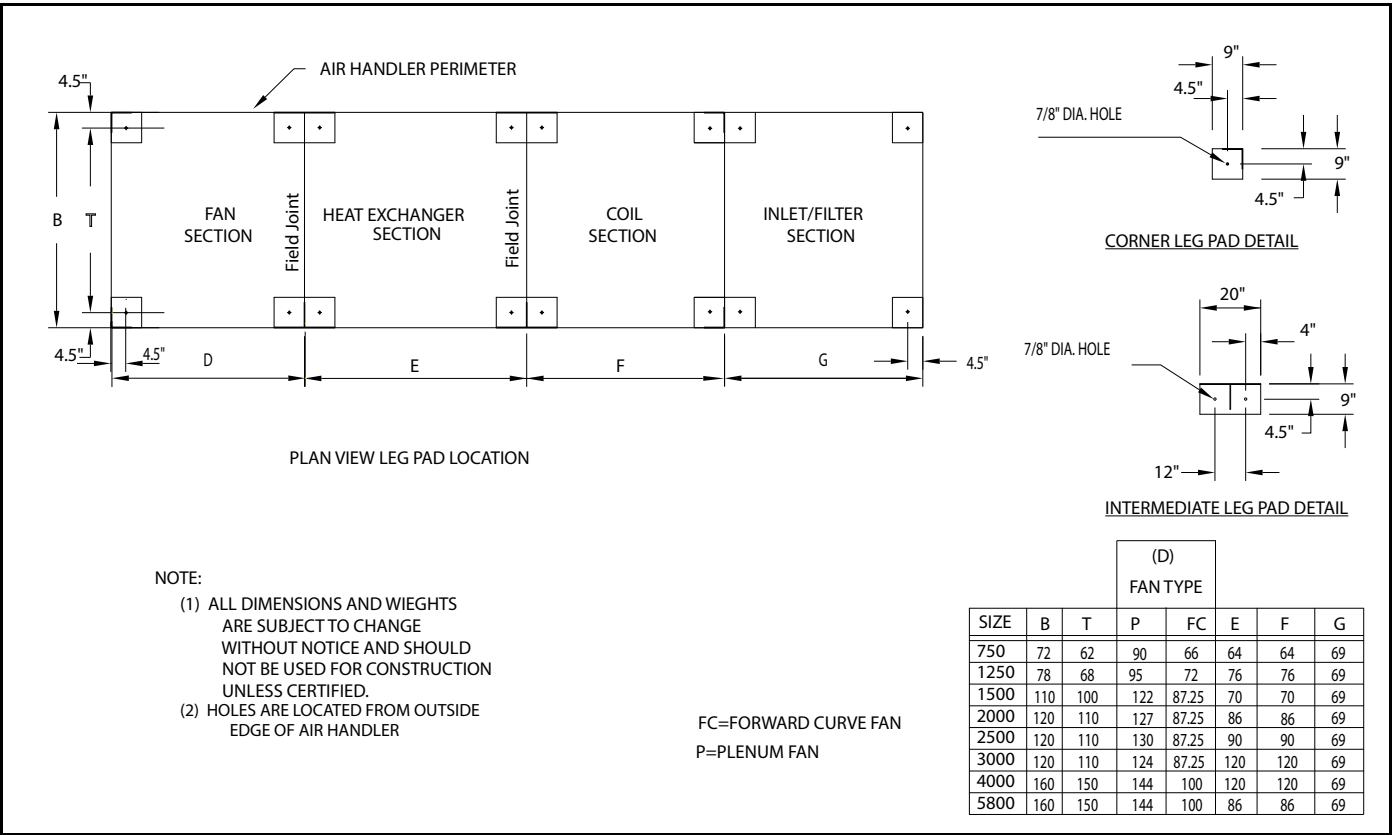 4.5"
AIR HANDLER PERIMETER
B
T
FAN
SECTION
Field Joint
HEAT EXCHANGER
SECTION
Field Joint
COIL
SECTION
INLET/FILTER
SECTION
4.5"
4.5"
D
E
F
G
4.5"
PLAN VIEW LEG PAD LOCATION
9"
4.5"
7/8" DIA. HOLE
9"
4.5"
CORNER LEG PAD DETAIL
20"
4"
7/8" DIA. HOLE
9"
4.5"
12"
INTERMEDIATE LEG PAD DETAIL
NOTE:
(1) ALL DIMENSIONS AND WIEGHTS
ARE SUBJECT TO CHANGE
WITHOUT NOTICE AND SHOULD
NOT BE USED FOR CONSTRUCTION
UNLESS CERTIFIED.
(2) HOLES ARE LOCATED FROM OUTSIDE
EDGE OF AIR HANDLER
FC=FORWARD CURVE FAN
P=PLENUM FAN
(D)
FAN TYPE
SIZE B T P FC E F G
750 72 62 90 66 64 64 69
1250 78 68 95 72 76 76 69
1500 110 100 122 87.25 70 70 69
2000 120 110 127 87.25 86 86 69
2500 120 110 130 87.25 90 90 69
3000 120 110 124 87.25 120 120 69
4000 160 150 144 100 120 120 69
5800 160 150 144 100 86 86 69